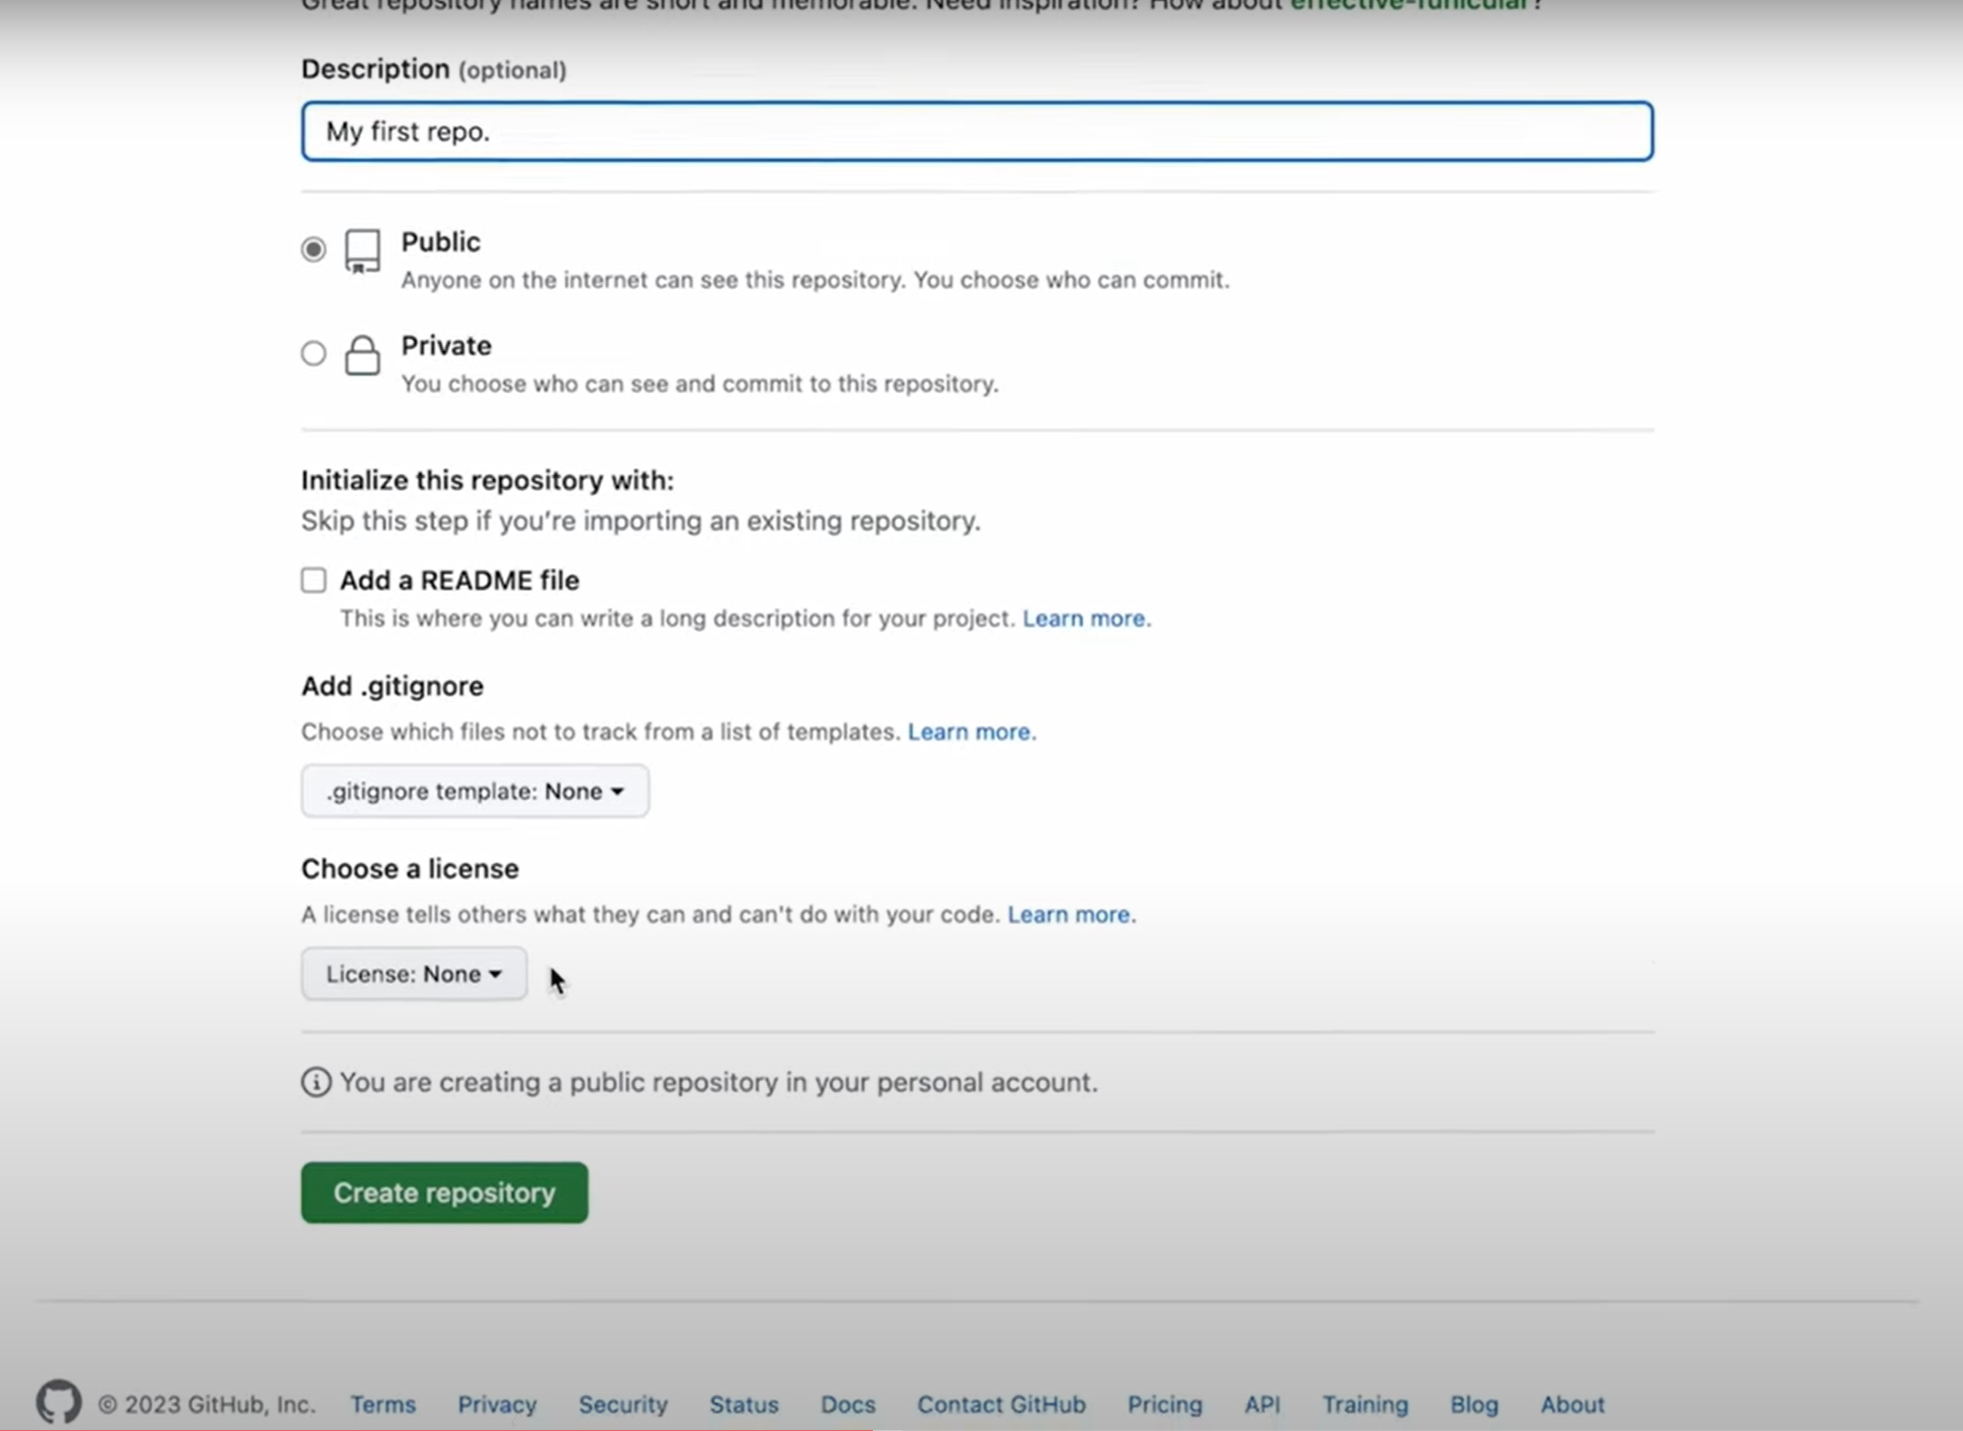 Great repository names are short and memorable. Need inspiration? How about effective-funicular?
Description (optional)
My first repo.
Public
Anyone on the internet can see this repository. You choose who can commit.
Private
You choose who can see and commit to this repository.
Initialize this repository with:
Skip this step if you're importing an existing repository.
Add a README file
This is where you can write a long description for your project. Learn more.
Add .gitignore
Choose which files not to track from a list of templates. Learn more.
.gitignore template: None
Choose a license
A license tells others what they can and can't do with your code. Learn more.
License: None
You are creating a public repository in your personal account.
Create repository
© 2023 GitHub, Inc. Terms Privacy Security Status Docs Contact GitHub Pricing API Training Blog About